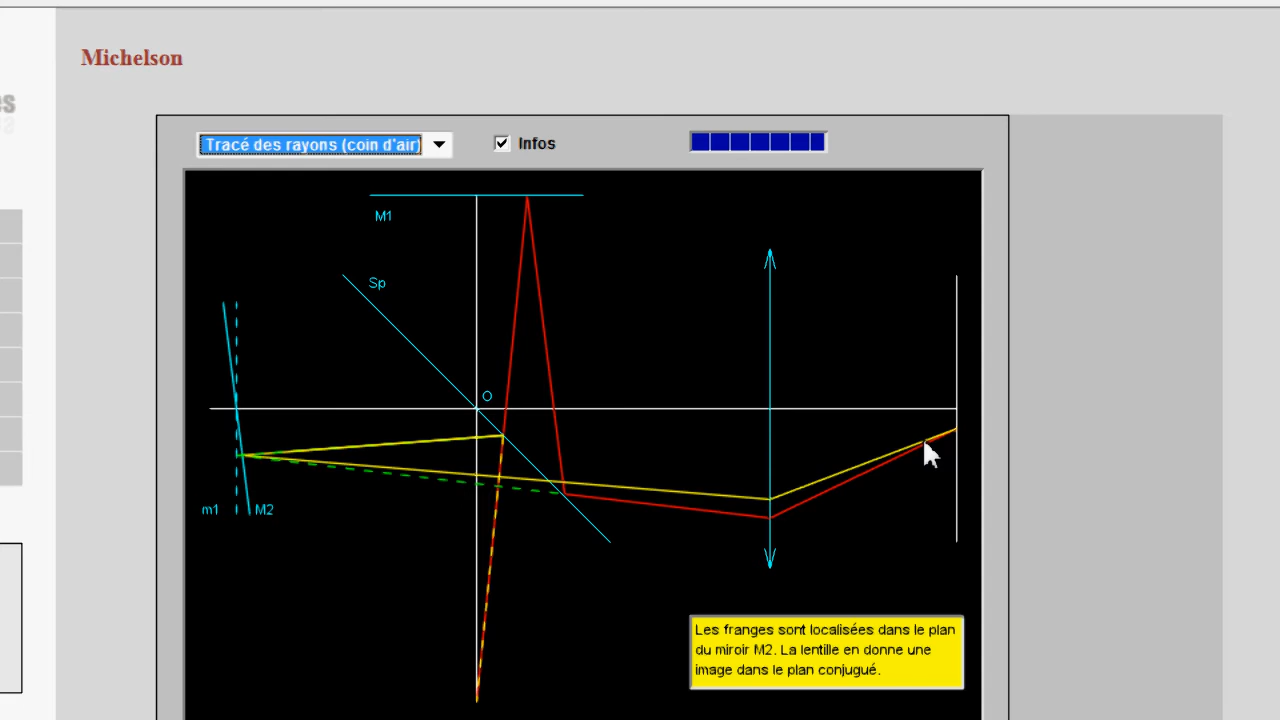 Michelson
es
Tracé des rayons (coin d'air)
Infos
M1
Sp
O
m1
M2
Les franges sont localisées dans le plan
du miroir M2. La lentille en donne une
image dans le plan conjugué.